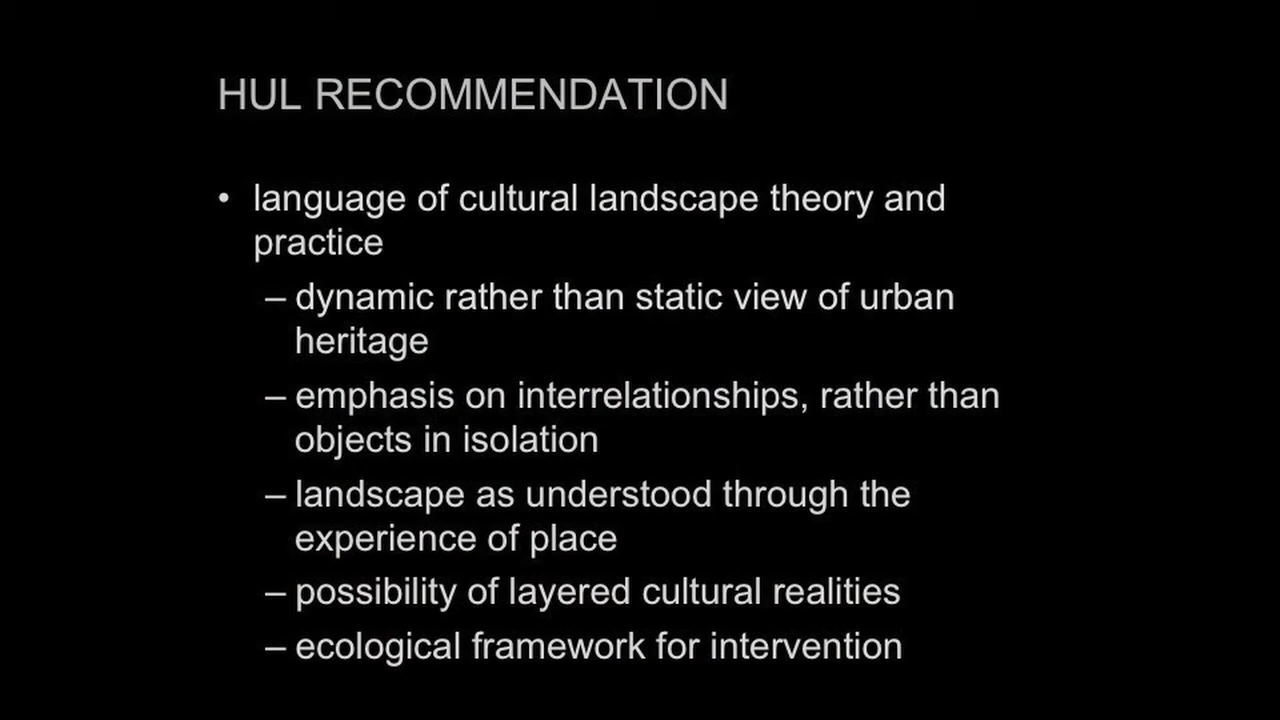 HUL RECOMMENDATION
• language of cultural landscape theory and
practice
– dynamic rather than static view of urban
heritage
– emphasis on interrelationships, rather than
objects in isolation
– landscape as understood through the
experience of place
– possibility of layered cultural realities
– ecological framework for intervention